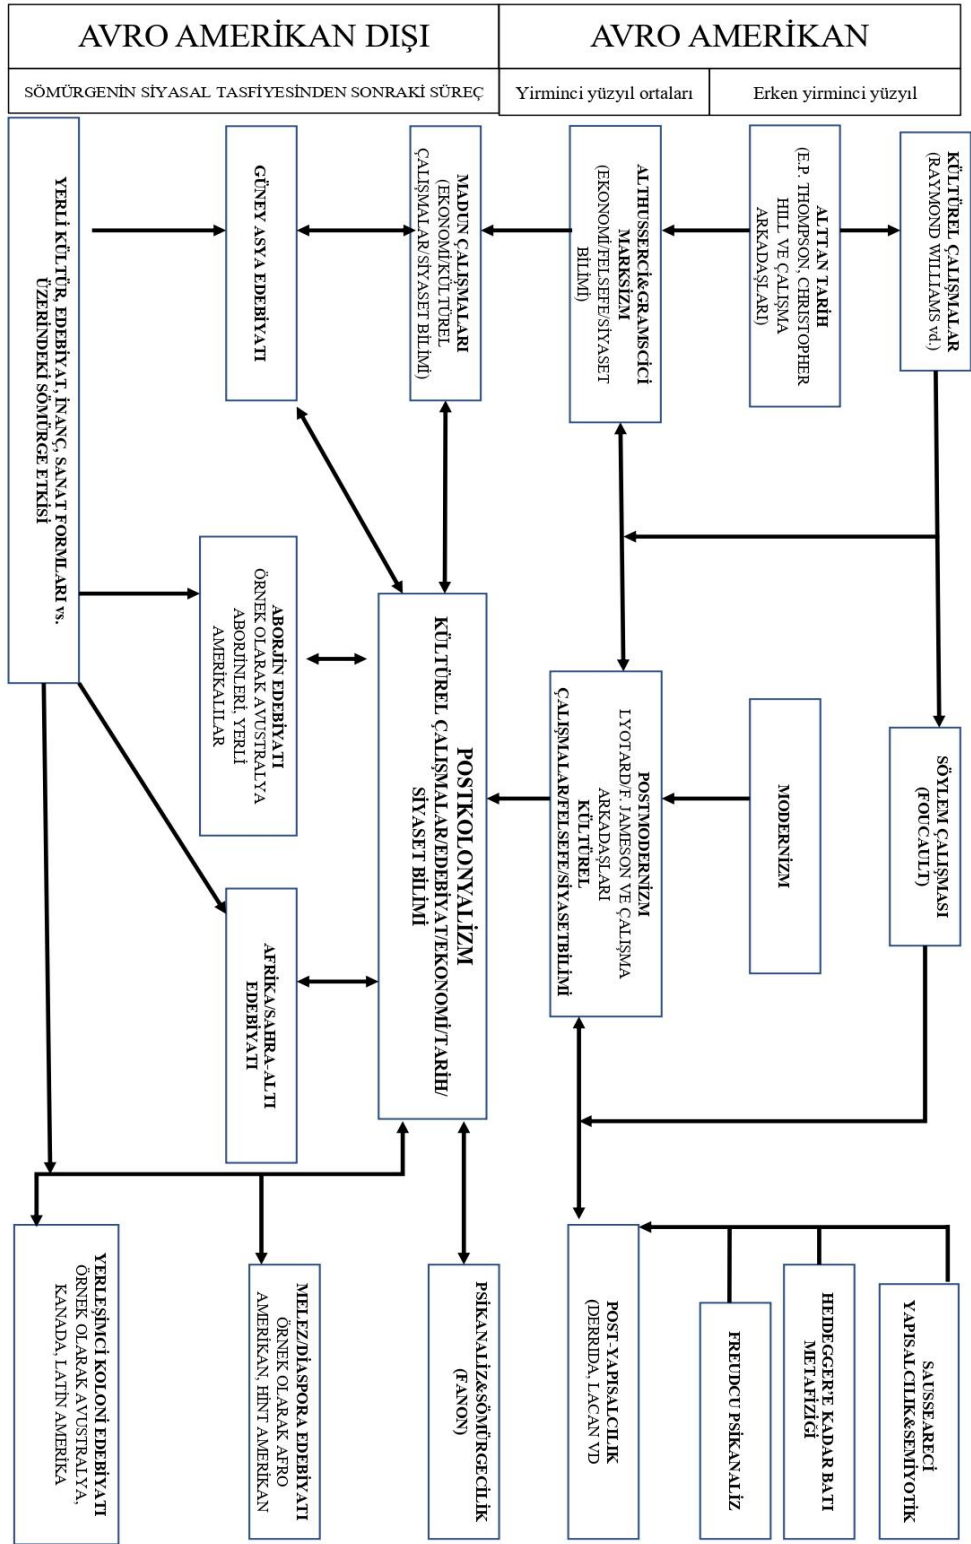 AVRO AMERİKAN DIŞI
AVRO AMERİKAN
SÖMÜRGENİN SİYASAL TASFİYESİNDEN SONRAKİ SÜREÇ
Yirminci yüzyıl ortaları
Erken yirminci yüzyıl
KÜLTÜREL ÇALIŞMALAR
(RAYMOND WILLIAMS vd.)
SÖYLEM ÇALIŞMASI
(FOUCAULT)
SAUSSEARECİ
YAPISALCILIK&SEMİYOTİK
ALTTAN TARİH
(E.P. THOMPSON, CHRISTOPHER
HILL VE ÇALIŞMA
ARKADAŞLARI)
MODERNİZM
HEIDEGGER'E KADAR BATI
METAFİZİĞİ
FREUDCU PSİKANALİZ
ALTHUSSERCİ&GRAMSCİCİ
MARKSİZM
(EKONOMİ/FELSEFE/SİYASET
BİLİMİ)
POSTMODERNİZM
LYOTARD/F. JAMESON VE ÇALIŞMA
ARKADAŞLARI
KÜLTÜREL
ÇALIŞMALAR/FELSEFE/SİYASETBİLİMİ
POST-YAPISALCILIK
(DERRIDA, LACAN VD
MADUN ÇALIŞMALARI
(EKONOMİ/KÜLTÜREL
ÇALIŞMALAR/SİYASET BİLİMİ)
POSTKOLONYALİZM
KÜLTÜREL ÇALIŞMALAR/EDEBİYAT/EKONOMİ/TARİH/
SİYASET BİLİMİ
PSİKANALİZ&SÖMÜRGECİLİK
(FANON)
GÜNEY ASYA EDEBİYATI
ABORJİN EDEBİYATI
ÖRNEK OLARAK AVUSTRALYA
ABORJİNLERİ, YERLİ
AMERİKALILAR
AFRİKA/SAHRA-ALTI
EDEBİYATI
MELEZ/DİASPORA EDEBİYATI
ÖRNEK OLARAK AFRO
AMERİKAN, HİNT AMERİKAN
YERLİ KÜLTÜR, EDEBİYAT, İNANÇ, SANAT FORMLARI vs.
ÜZERİNDEKİ SÖMÜRGE ETKİSİ
YERLEŞİMCİ KOLONİ EDEBİYATI
ÖRNEK OLARAK AVUSTRALYA,
KANADA, LATİN AMERİKA